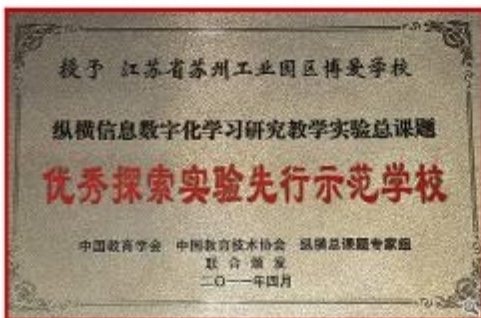 授予 江苏省苏州工业园区博爱学校
纵横信息数字化学习研究教学实验总课题
优秀探索实验先行示范学校
中国教育学会 中国教育技术协会 纵横总课题专家组
联合颁发
二〇一一年四月